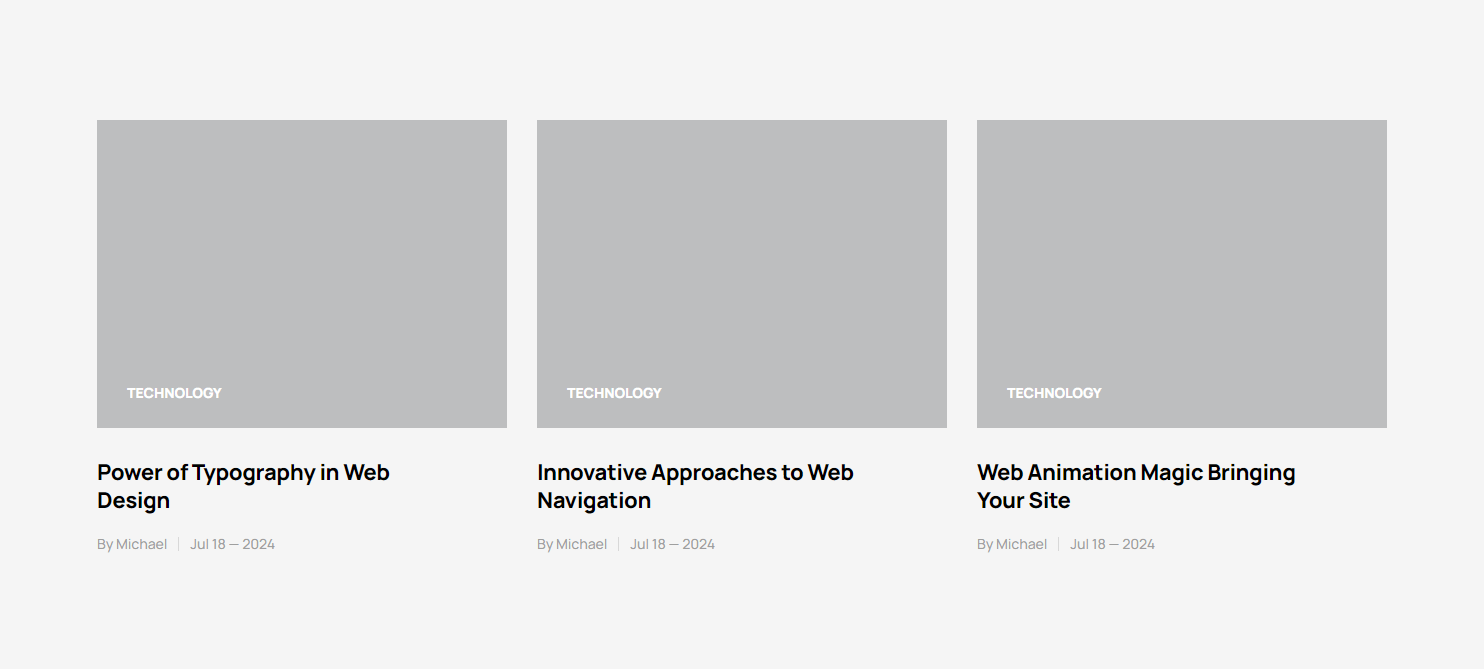 TECHNOLOGY
Power of Typography in Web
Design
By Michael
Jul 18 — 2024
TECHNOLOGY
Innovative Approaches to Web
Navigation
By Michael
Jul 18 — 2024
TECHNOLOGY
Web Animation Magic Bringing
Your Site
By Michael
Jul 18 — 2024